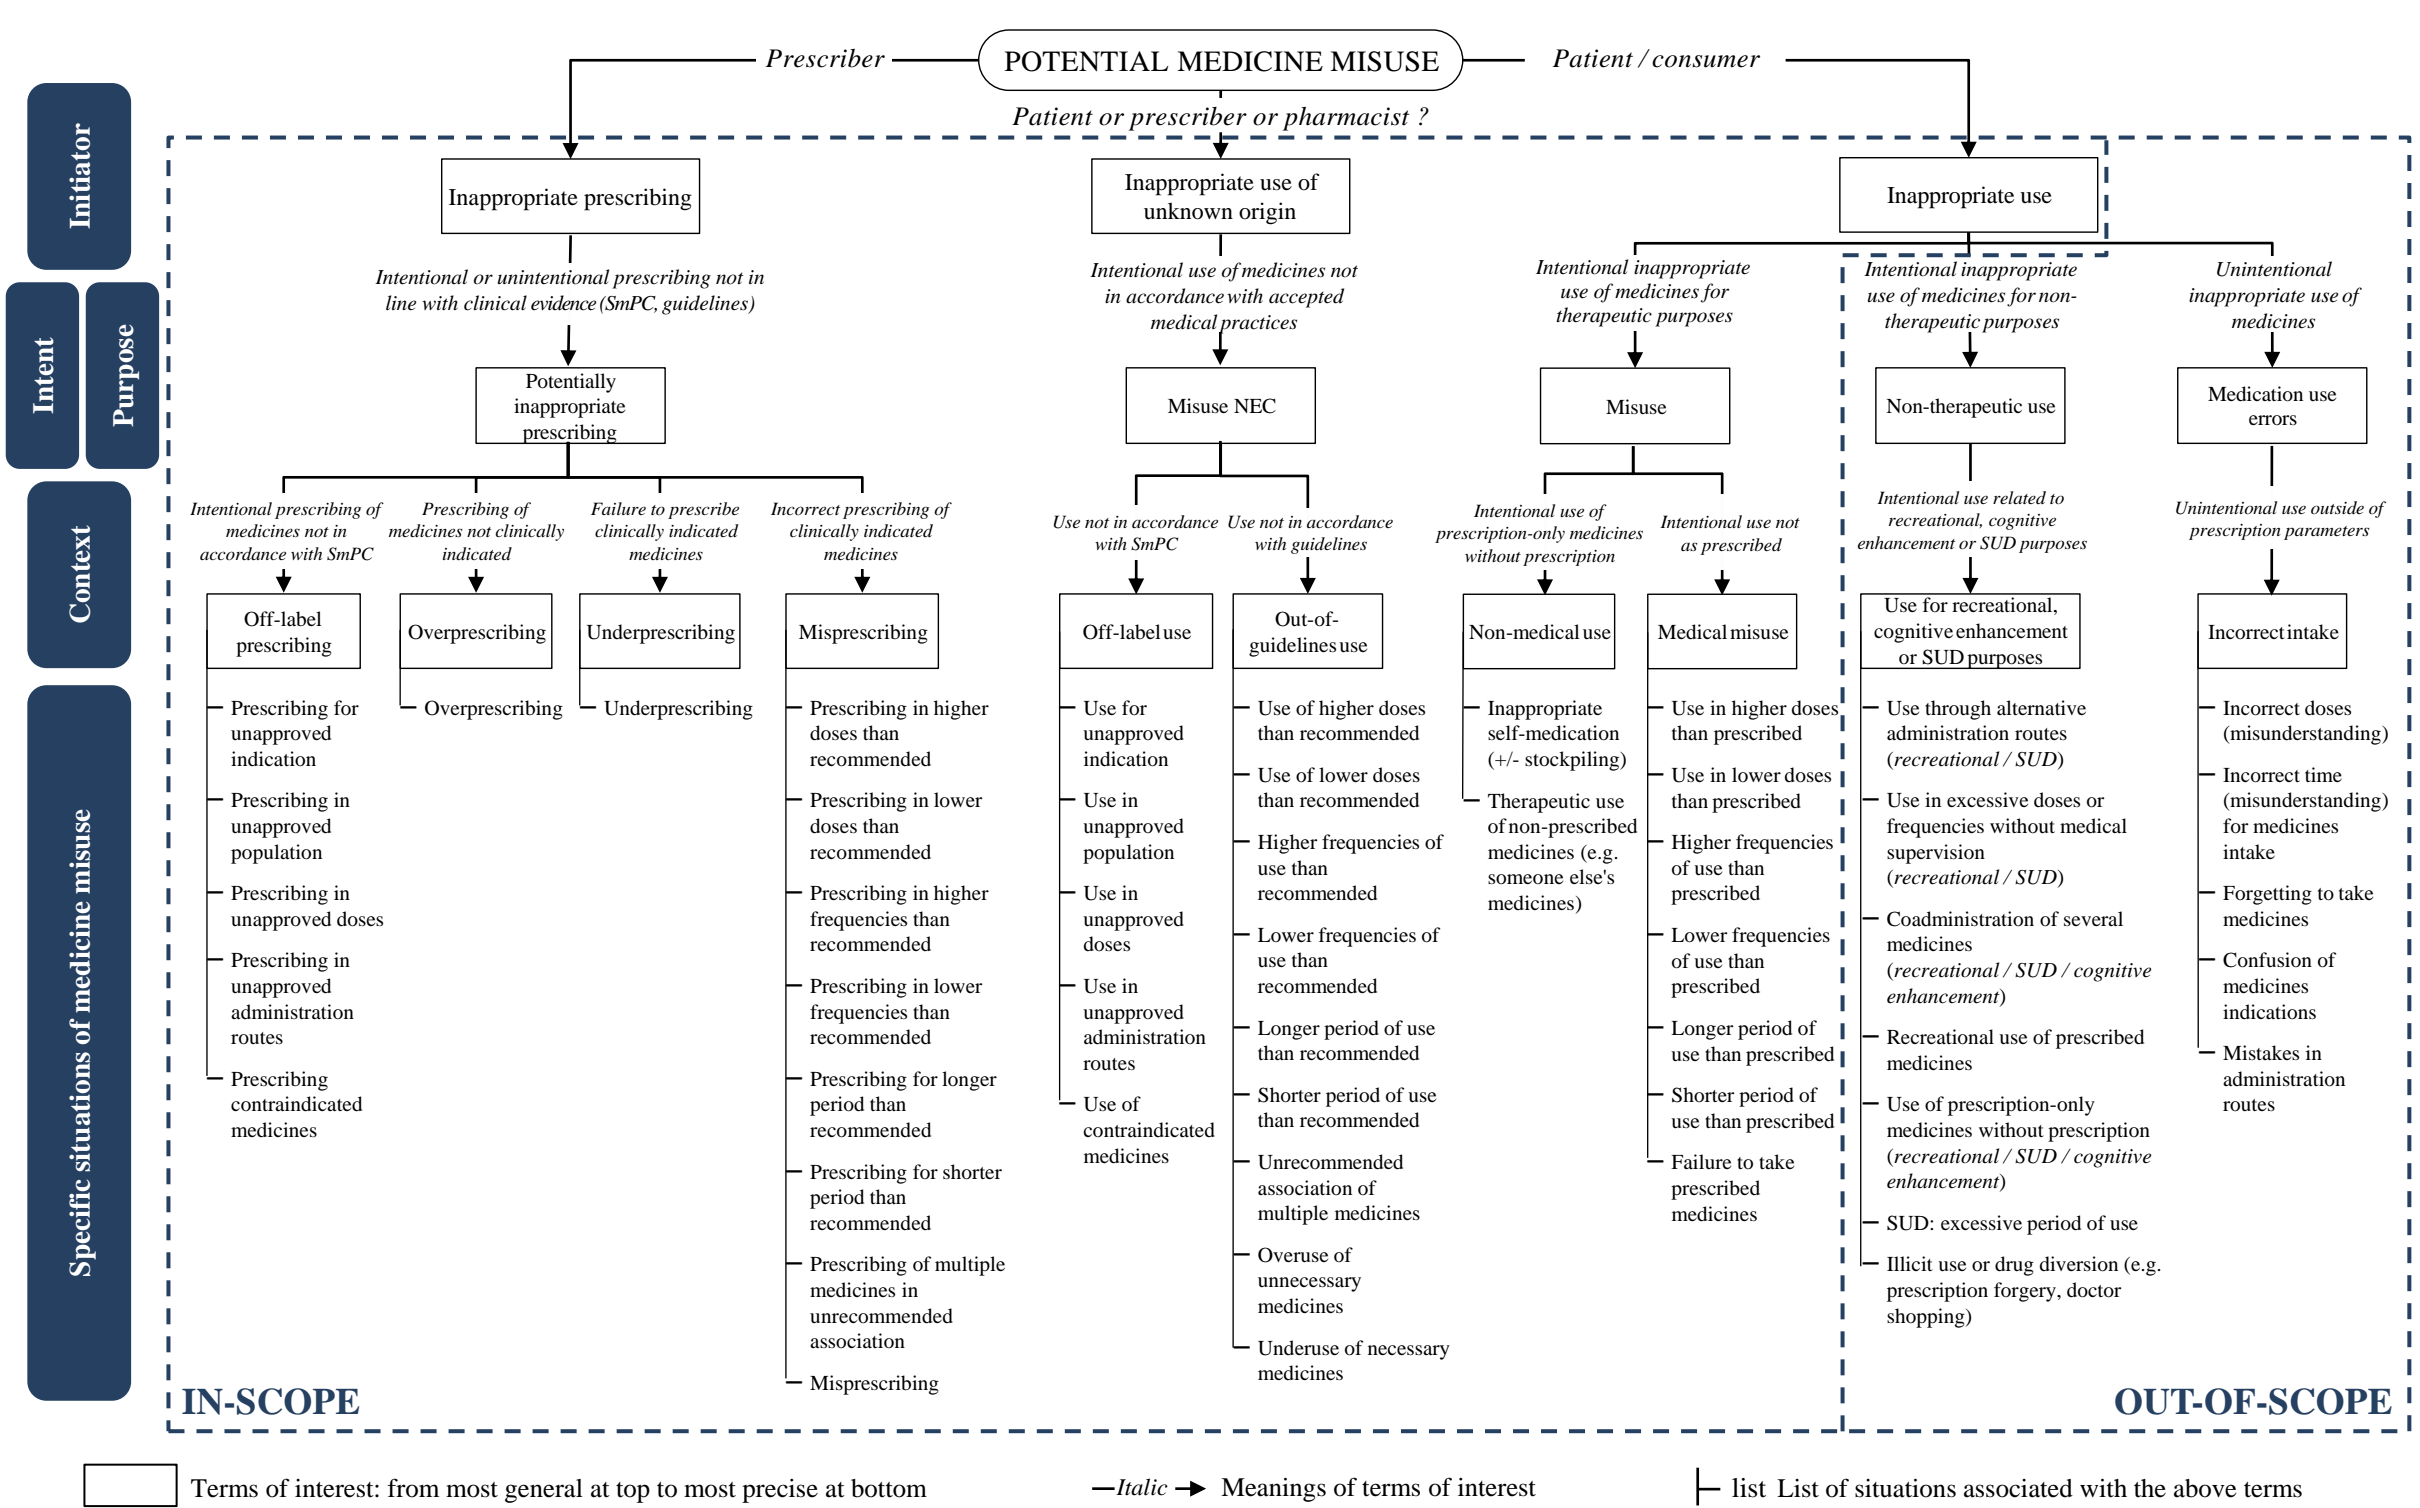 Prescriber
POTENTIAL MEDICINE MISUSE
Patient / consumer
Patient or prescriber or pharmacist ?
Initiator
Inappropriate prescribing
Inappropriate use of
unknown origin
Inappropriate use
Intentional or unintentional prescribing not in
line with clinical evidence (SmPC, guidelines)
Intentional use of medicines not
in accordance with accepted
medical practices
Intentional inappropriate
use of medicines for
therapeutic purposes
Intentional inappropriate
use of medicines for non-
therapeutic purposes
Unintentional
inappropriate use of
medicines
Intent
Purpose
Potentially
inappropriate
prescribing
Misuse NEC
Misuse
Non-therapeutic use
Medication use
errors
Context
Intentional prescribing of
medicines not in
accordance with SmPC
Prescribing of
medicines not clinically
indicated
Failure to prescribe
clinically indicated
medicines
Incorrect prescribing of
clinically indicated
medicines
Use not in accordance
with SmPC
Use not in accordance
with guidelines
Intentional use of
prescription-only medicines
without prescription
Intentional use not
as prescribed
Intentional use related to
recreational, cognitive
enhancement or SUD purposes
Unintentional use outside of
prescription parameters
Off-label
prescribing
Overprescribing
Underprescribing
Misprescribing
Off-label use
Out-of-
guidelines use
Non-medical use
Medical misuse
Use for recreational,
cognitive enhancement
or SUD purposes
Incorrect intake
Specific situations of medicine misuse
Prescribing for
unapproved
indication
Prescribing in
unapproved
population
Prescribing in
unapproved doses
Prescribing in
unapproved
administration
routes
Prescribing
contraindicated
medicines
Overprescribing
Underprescribing
Prescribing in higher
doses than
recommended
Prescribing in lower
doses than
recommended
Prescribing in higher
frequencies than
recommended
Prescribing in lower
frequencies than
recommended
Prescribing for longer
period than
recommended
Prescribing for shorter
period than
recommended
Prescribing of multiple
medicines in
unrecommended
association
Misprescribing
Use for
unapproved
indication
Use in
unapproved
population
Use in
unapproved
doses
Use in
unapproved
administration
routes
Use of
contraindicated
medicines
Use of higher doses
than recommended
Use of lower doses
than recommended
Higher frequencies of
use than
recommended
Lower frequencies of
use than
recommended
Longer period of use
than recommended
Shorter period of use
than recommended
Unrecommended
association of
multiple medicines
Overuse of
unnecessary
medicines
Underuse of necessary
medicines
Inappropriate
self-medication
(+/- stockpiling)
Therapeutic use
of non-prescribed
medicines (e.g.
someone else's
medicines)
Use in higher doses
than prescribed
Use in lower doses
than prescribed
Higher frequencies
of use than
prescribed
Lower frequencies
of use than
prescribed
Longer period of
use than prescribed
Shorter period of
use than prescribed
Failure to take
prescribed
medicines
Use through alternative
administration routes
(recreational / SUD)
Use in excessive doses or
frequencies without medical
supervision
(recreational / SUD)
Coadministration of several
medicines
(recreational / SUD / cognitive
enhancement)
Recreational use of prescribed
medicines
Use of prescription-only
medicines without prescription
(recreational / SUD / cognitive
enhancement)
SUD: excessive period of use
Illicit use or drug diversion (e.g.
prescription forgery, doctor
shopping)
Incorrect doses
(misunderstanding)
Incorrect time
(misunderstanding)
for medicines
intake
Forgetting to take
medicines
Confusion of
medicines
indications
Mistakes in
administration
routes
IN-SCOPE
OUT-OF-SCOPE
Terms of interest: from most general at top to most precise at bottom
Italic
Meanings of terms of interest
list List of situations associated with the above terms